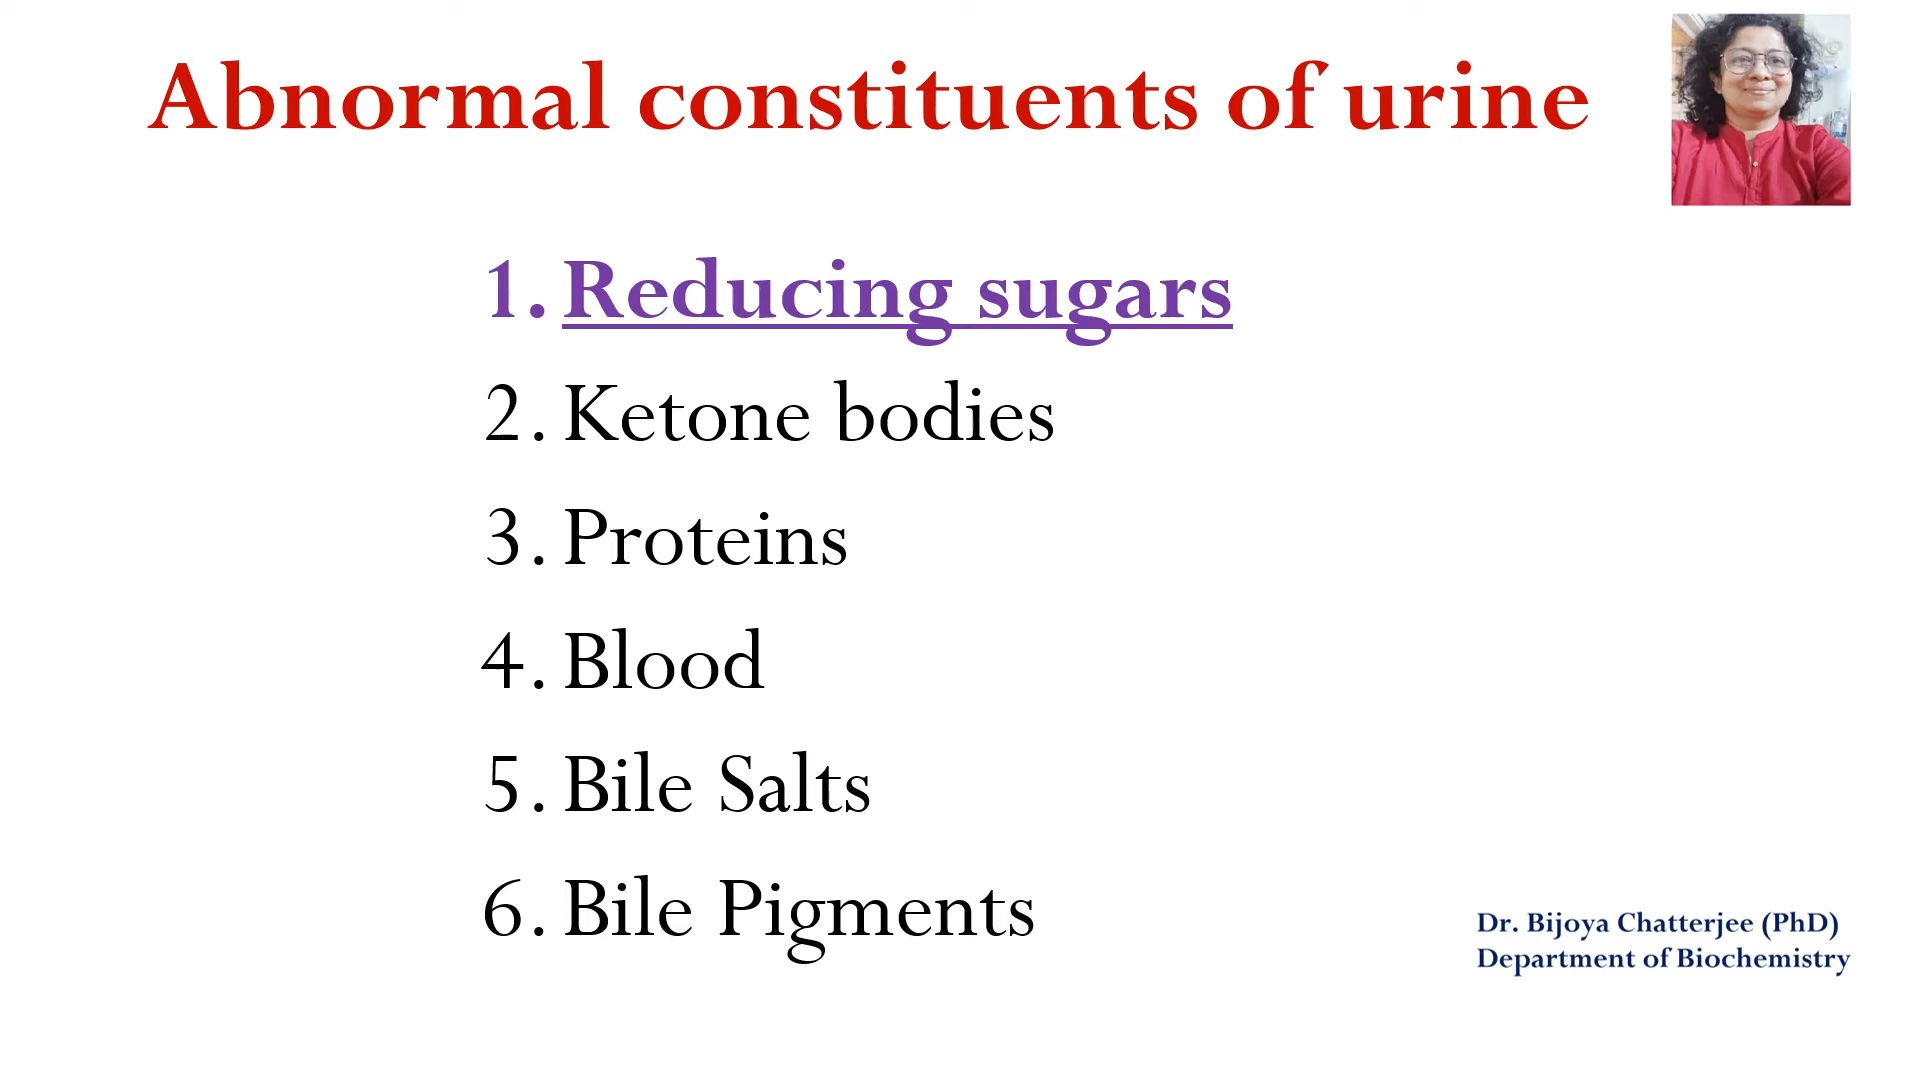 Abnormal constituents of urine
1. Reducing sugars
2. Ketone bodies
3. Proteins
4. Blood
5. Bile Salts
6. Bile Pigments
Dr. Bijoya Chatterjee (PhD)
Department of Biochemistry